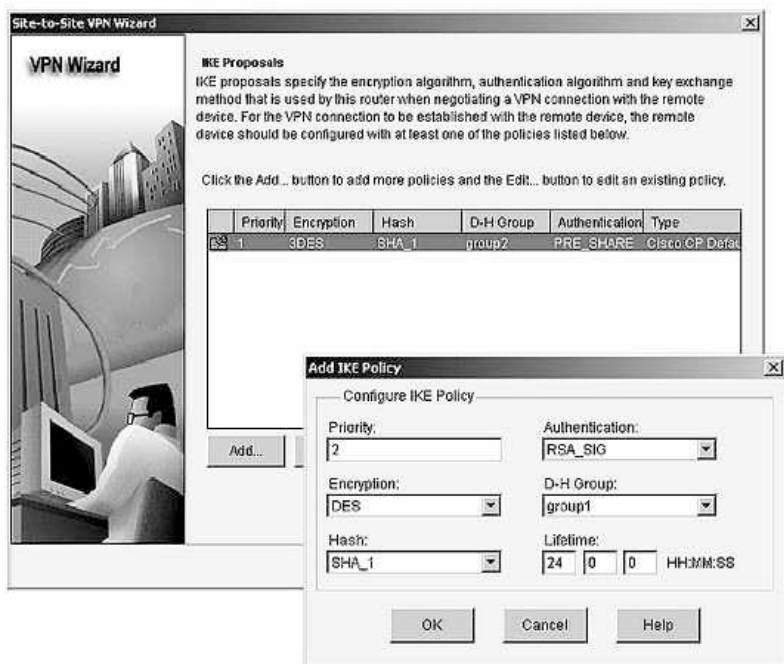 Site-to-Site VPN Wizard
VPN Wizard
IKE Proposals
IKE proposals specify the encryption algorithm, authentication algorithm and key exchange
method that is used by this router when negotiating a VPN connection with the remote
device. For the VPN connection to be established with the remote device, the remote
device should be configured with at least one of the policies listed below.
Click the Add... button to add more policies and the Edit... button to edit an existing policy.
Priority Encryption Hash D-H Group Authentication Type
1 3DES SHA_1 group2 PRE_SHARE Cisco CP Defau
Add...
Add IKE Policy
Configure IKE Policy
Priority: Authentication:
2 RSA_SIG
Encryption: D-H Group:
DES group1
Hash: Lifetime:
SHA_1 24 0 0 HH:MM:SS
OK Cancel Help